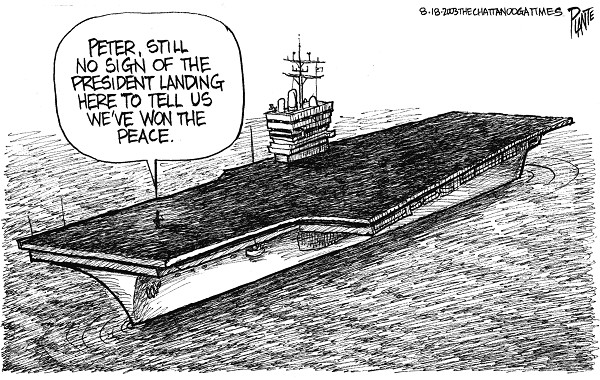 8-18-2003 THE CHATTANOOGA TIMES PLANTE
PETER, STILL
NO SIGN OF THE
PRESIDENT LANDING
HERE TO TELL US
WE'VE WON THE
PEACE.